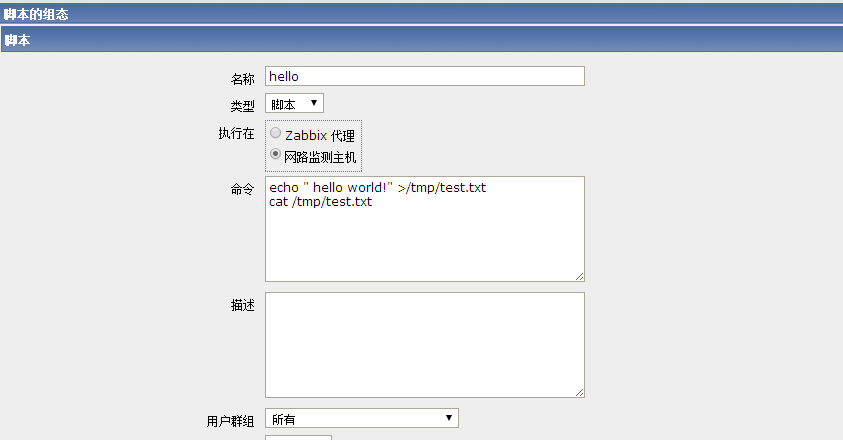 脚本的组态
脚本
名称 hello
类型 脚本
执行在 Zabbix 代理
网路监测主机
命令 echo " hello world!" >/tmp/test.txt
cat /tmp/test.txt
描述
用户群组 所有